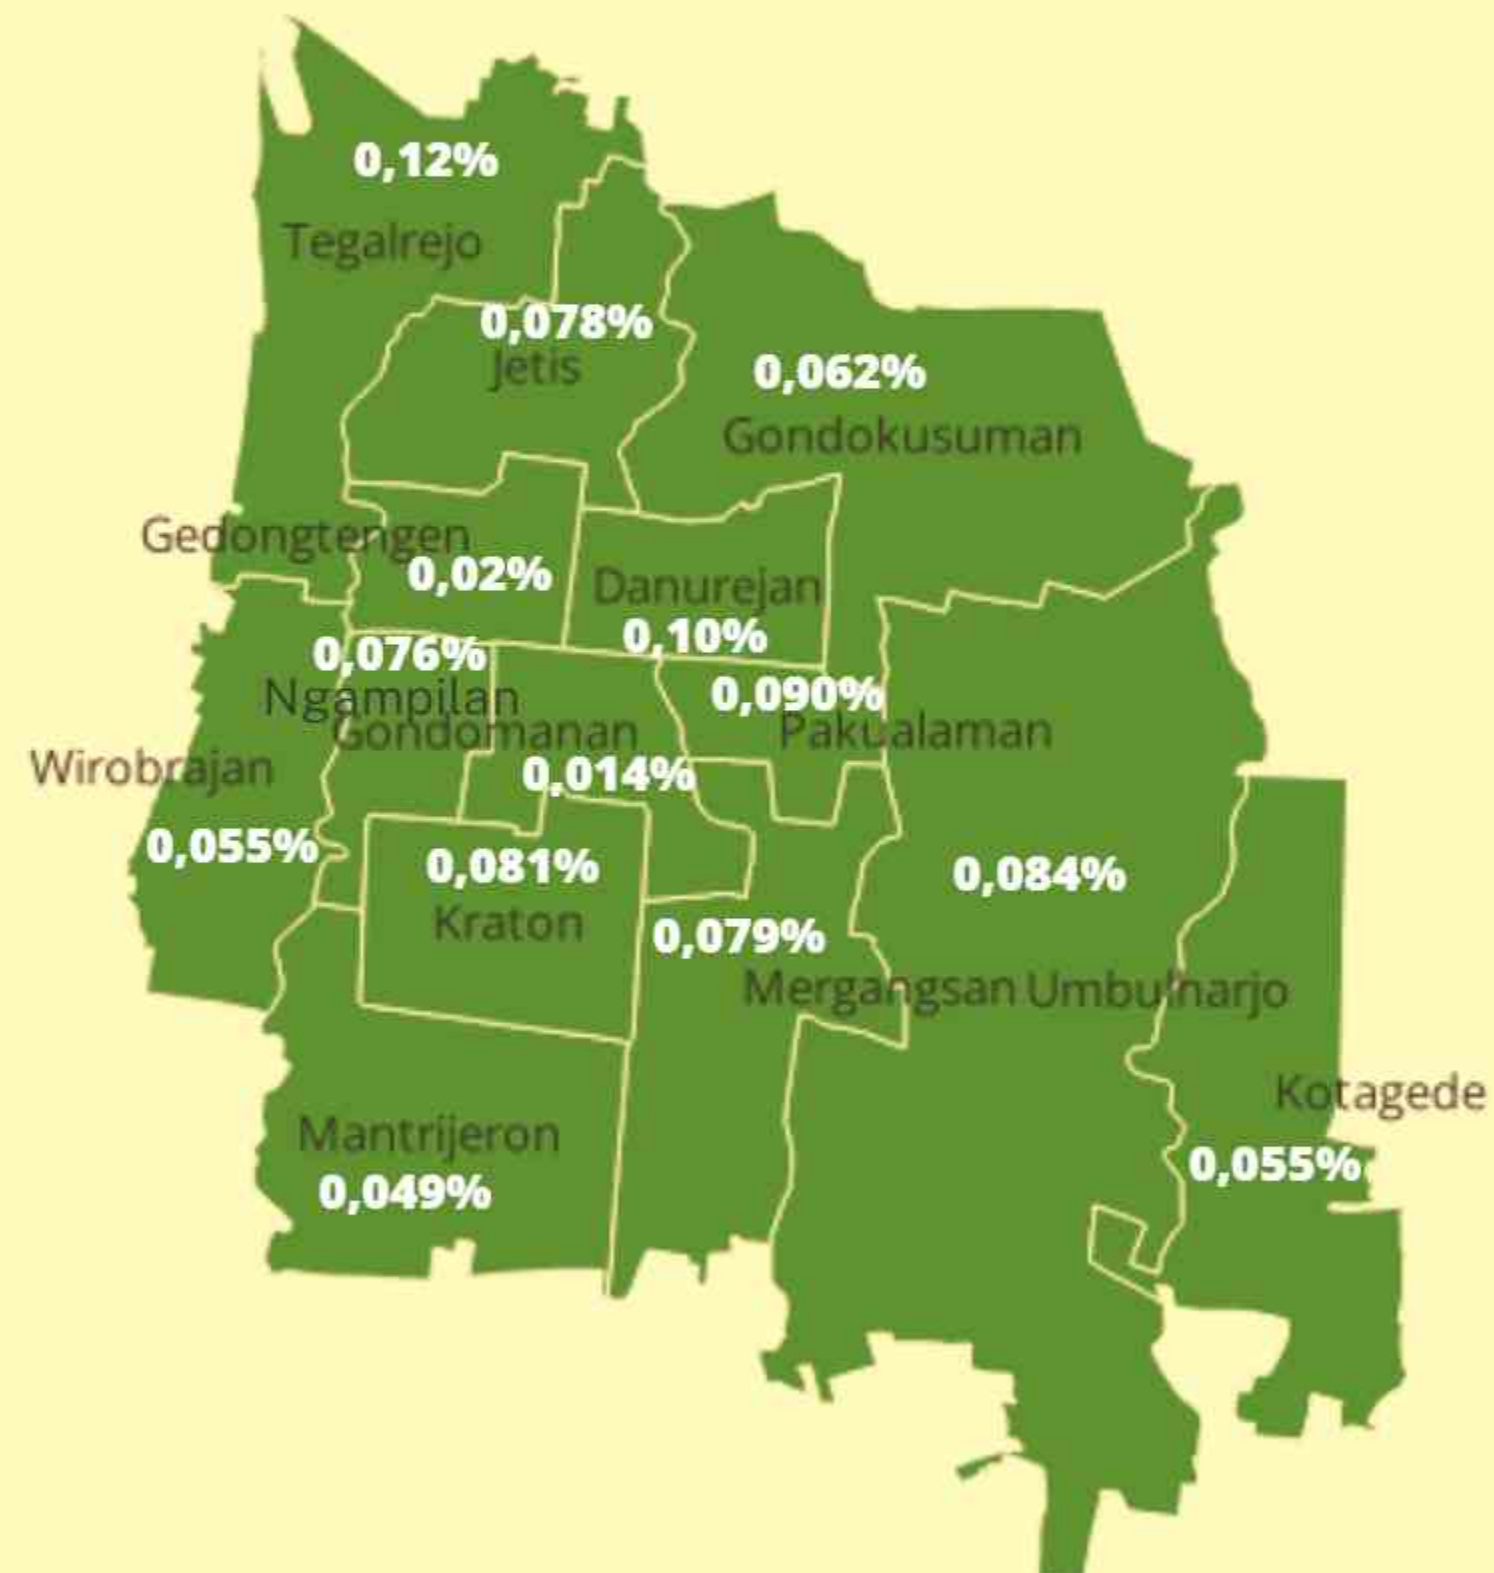 0,12%
Tegalrejo
0,078%
Jetis
0,062%
Gondokusuman
Gedongtengen
0,02%
Danurejan
0,10%
0,076%
Ngampilan
0,090%
Pakualaman
Gondomanan
0,014%
Wirobrajan
0,055%
0,081%
Kraton
0,084%
0,079%
Mergangsan
Umbulharjo
Kotagede
0,055%
Mantrijeron
0,049%